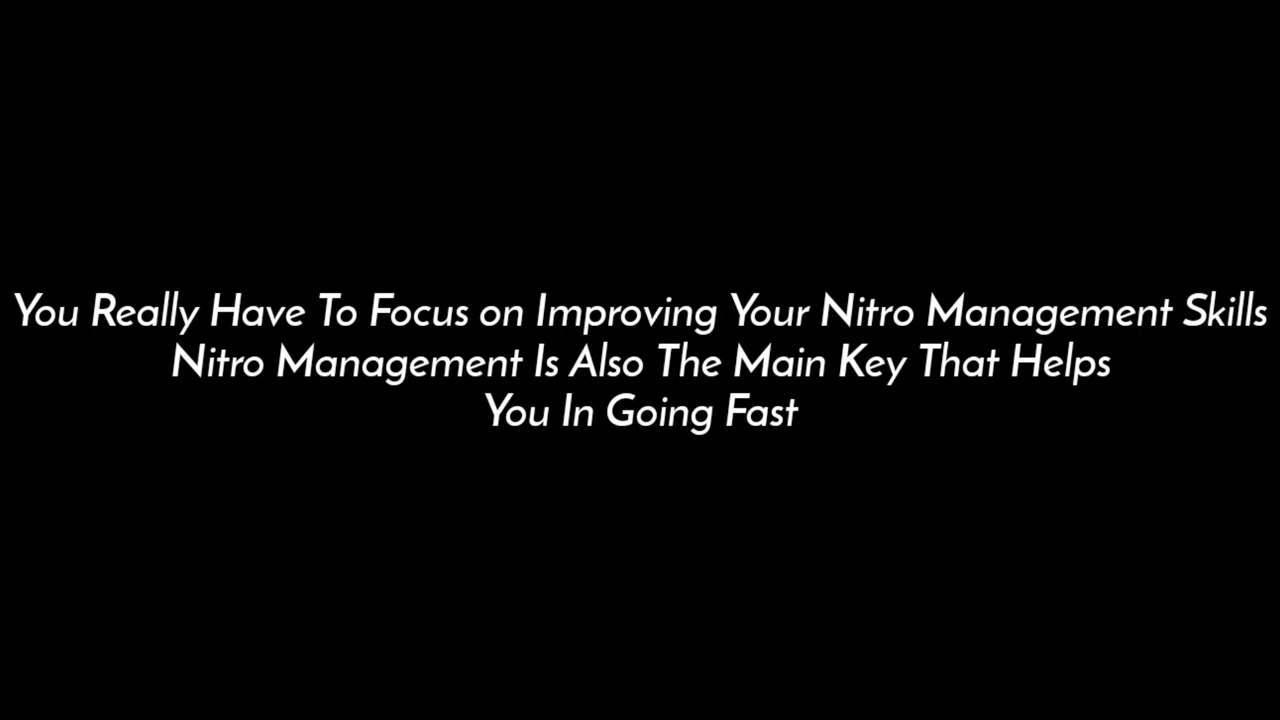 You Really Have To Focus on Improving Your Nitro Management Skills
Nitro Management Is Also The Main Key That Helps
You In Going Fast